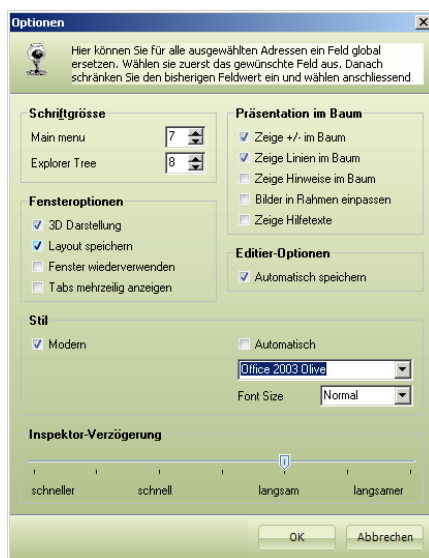 Optionen
Hier können Sie für alle ausgewählten Adressen ein Feld global
ersetzen. Wählen sie zuerst das gewünschte Feld aus. Danach
schränken Sie den bisherigen Feldwert ein und wählen anschliessend
Schriftgrösse
Main menu
7
Explorer Tree
8
Fensteroptionen
3D Darstellung
Layout speichern
Fenster wiederverwenden
Tabs mehrzeilig anzeigen
Präsentation im Baum
Zeige +/- im Baum
Zeige Linien im Baum
Zeige Hinweise im Baum
Bilder in Rahmen einpassen
Zeige Hilfetexte
Editier-Optionen
Automatisch speichern
Stil
Modern
Automatisch
Office 2003 Olive
Font Size
Normal
Inspektor-Verzögerung
schneller schnell langsam langsamer
OK Abbrechen